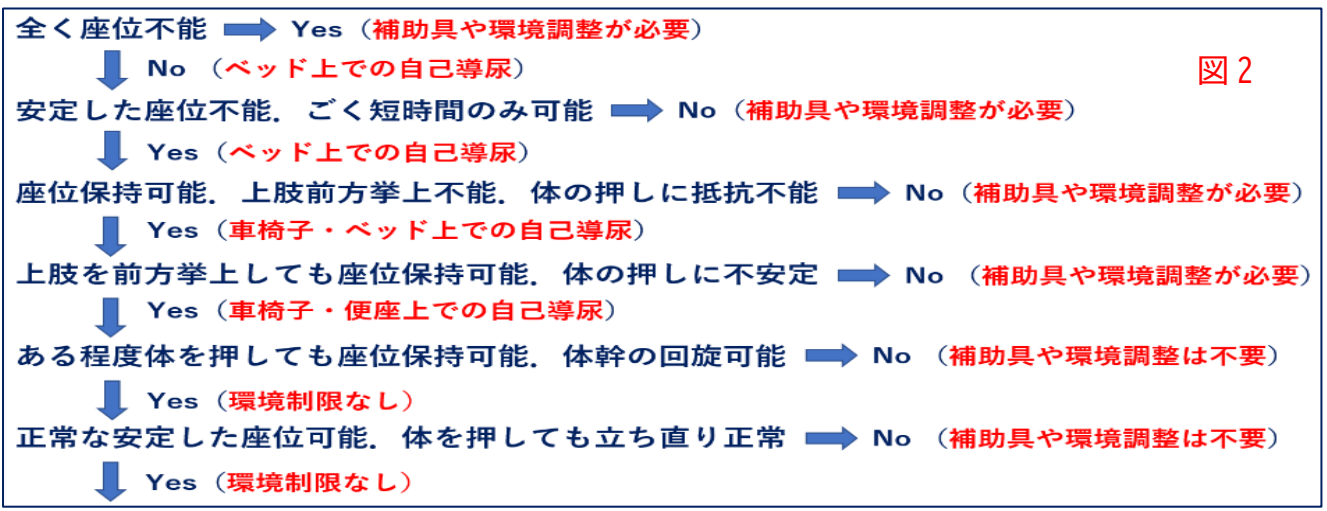 全く座位不能 Yes（補助具や環境調整が必要）
No （ベッド上での自己導尿）
図２
安定した座位不能．ごく短時間のみ可能 No（補助具や環境調整が必要）
Yes（ベッド上での自己導尿）
座位保持可能．上肢前方挙上不能．体の押しに抵抗不能 No（補助具や環境調整が必要）
Yes（車椅子・ベッド上での自己導尿）
上肢を前方挙上しても座位保持可能．体の押しに不安定 No （補助具や環境調整が必要）
Yes（車椅子・便座上での自己導尿）
ある程度体を押しても座位保持可能．体幹の回旋可能 No （補助具や環境調整は不要）
Yes（環境制限なし）
正常な安定した座位可能．体を押しても立ち直り正常 No （補助具や環境調整は不要）
Yes（環境制限なし）